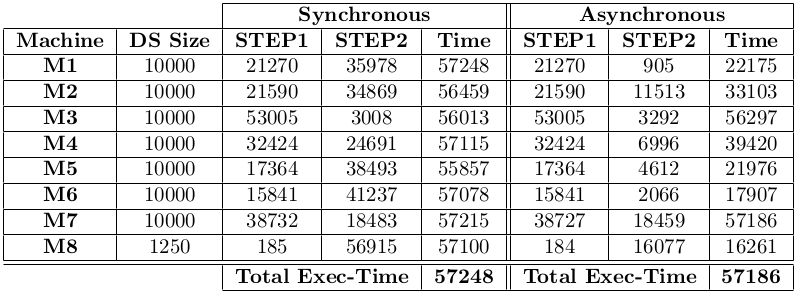 Synchronous Asynchronous
Machine DS Size STEP1 STEP2 Time STEP1 STEP2 Time
M1 10000 21270 35978 57248 21270 905 22175
M2 10000 21590 34869 56459 21590 11513 33103
M3 10000 53005 3008 56013 53005 3292 56297
M4 10000 32424 24691 57115 32424 6996 39420
M5 10000 17364 38493 55857 17364 4612 21976
M6 10000 15841 41237 57078 15841 2066 17907
M7 10000 38732 18483 57215 38727 18459 57186
M8 1250 185 56915 57100 184 16077 16261
Total Exec-Time 57248 Total Exec-Time 57186